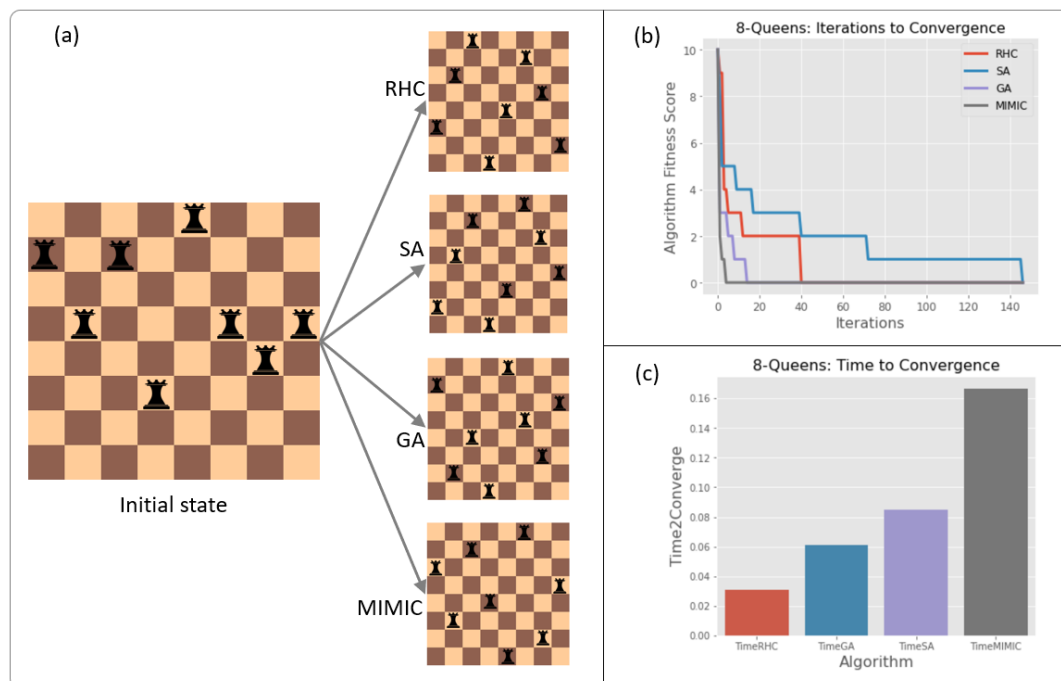 (a)
RHC
SA
GA
MIMIC
Initial state
(b)
8-Queens: Iterations to Convergence
Algorithm Fitness Score
10
8
6
4
2
0
0 20 40 60 80 100 120 140
Iterations
RHC
SA
GA
MIMIC
(c)
8-Queens: Time to Convergence
Time2Converge
0.16
0.14
0.12
0.10
0.08
0.06
0.04
0.02
0.00
TimeRHC TimeGA TimeSA TimeMIMIC
Algorithm